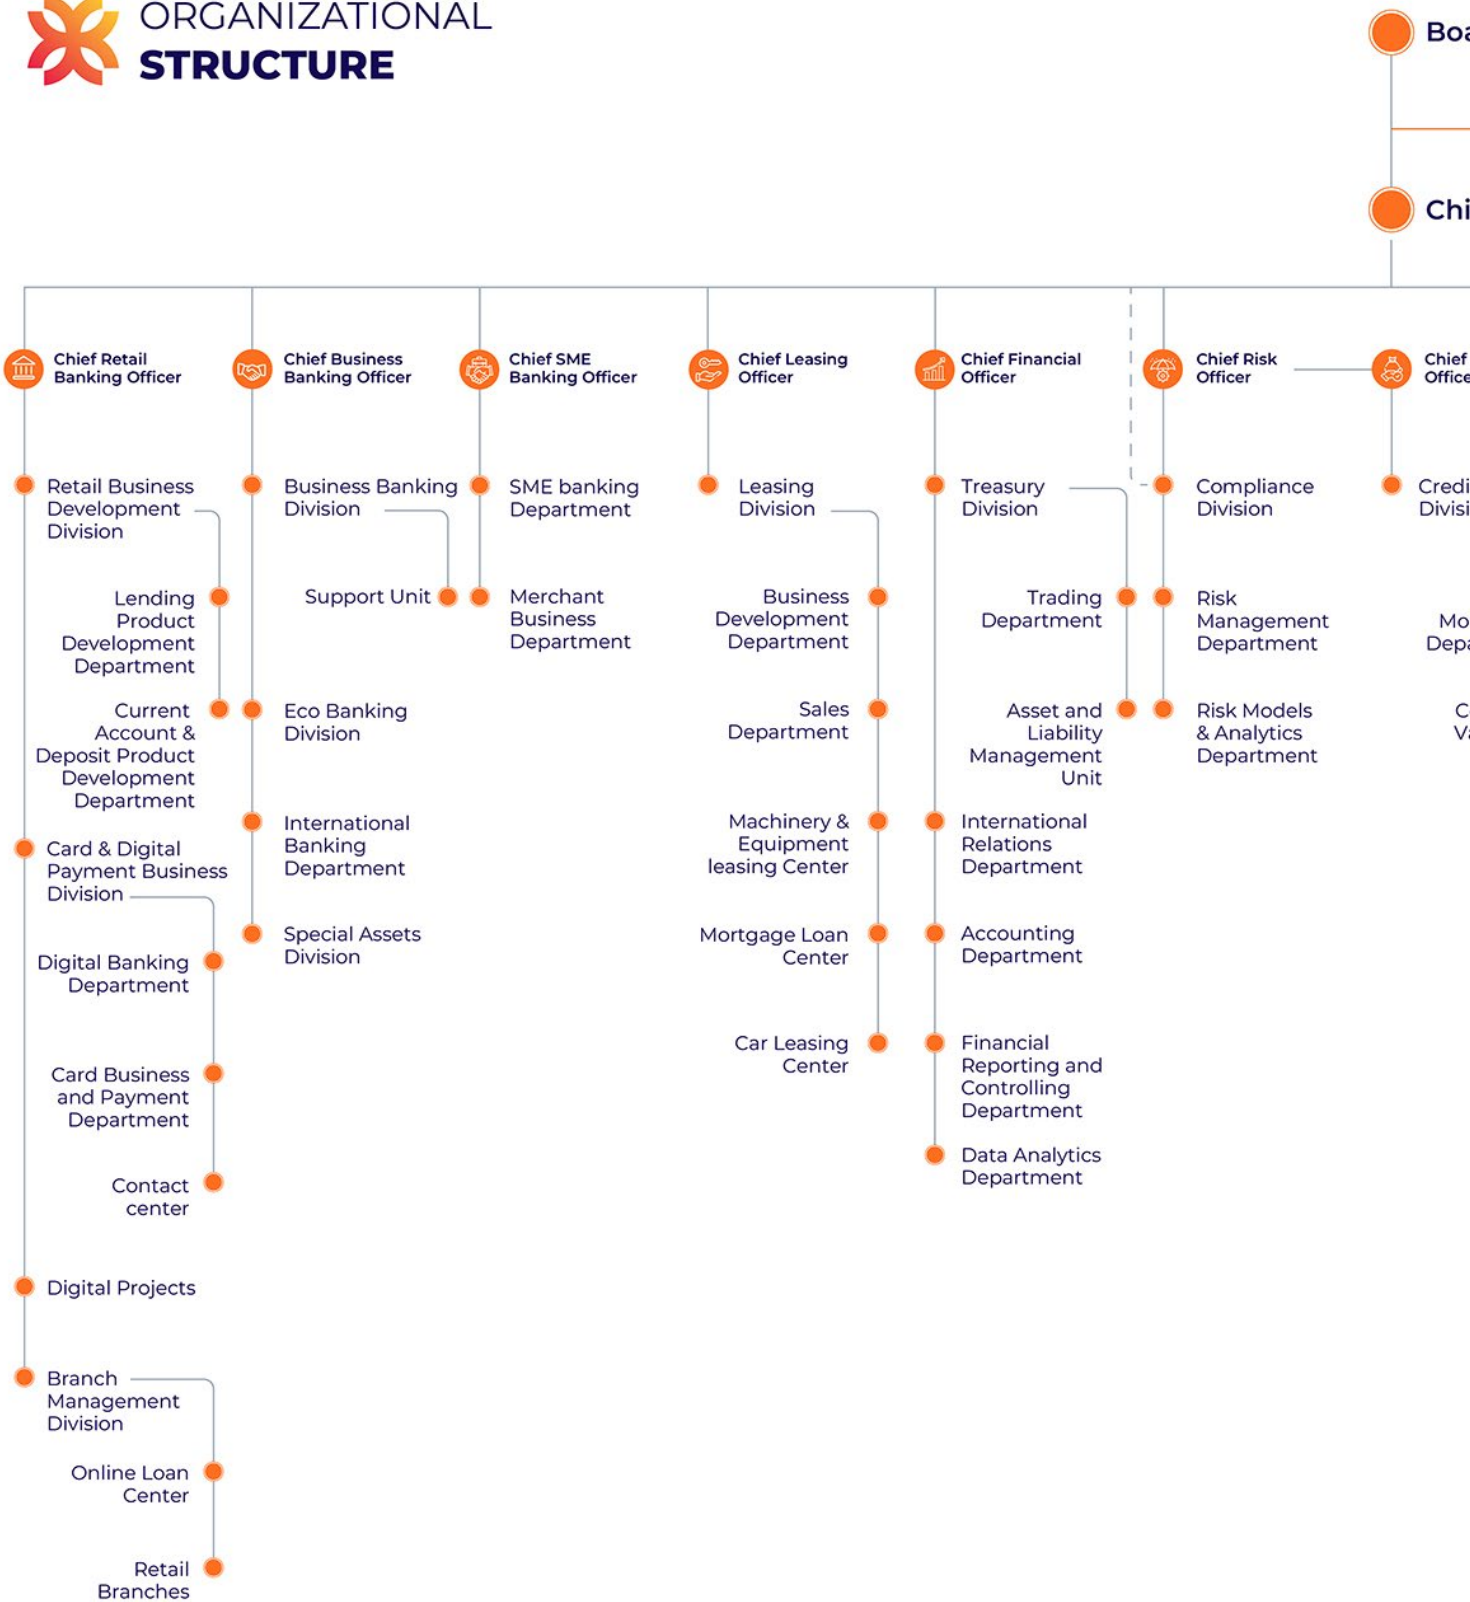 ORGANIZATIONAL
STRUCTURE
Chief Retail
Banking Officer
Retail Business
Development
Division
Lending
Product
Development
Department
Current
Account &
Deposit Product
Development
Department
Card & Digital
Payment Business
Division
Digital Banking
Department
Card Business
and Payment
Department
Contact
center
Digital Projects
Branch
Management
Division
Online Loan
Center
Retail
Branches
Chief Business
Banking Officer
Business Banking
Division
Support Unit
Eco Banking
Division
International
Banking
Department
Special Assets
Division
Chief SME
Banking Officer
SME banking
Department
Merchant
Business
Department
Chief Leasing
Officer
Leasing
Division
Business
Development
Department
Sales
Department
Machinery &
Equipment
leasing Center
Mortgage Loan
Center
Car Leasing
Center
Chief Financial
Officer
Treasury
Division
Trading
Department
Asset and
Liability
Management
Unit
International
Relations
Department
Accounting
Department
Financial
Reporting and
Controlling
Department
Data Analytics
Department
Chief Risk
Officer
Compliance
Division
Risk
Management
Department
Risk Models
& Analytics
Department
Chief